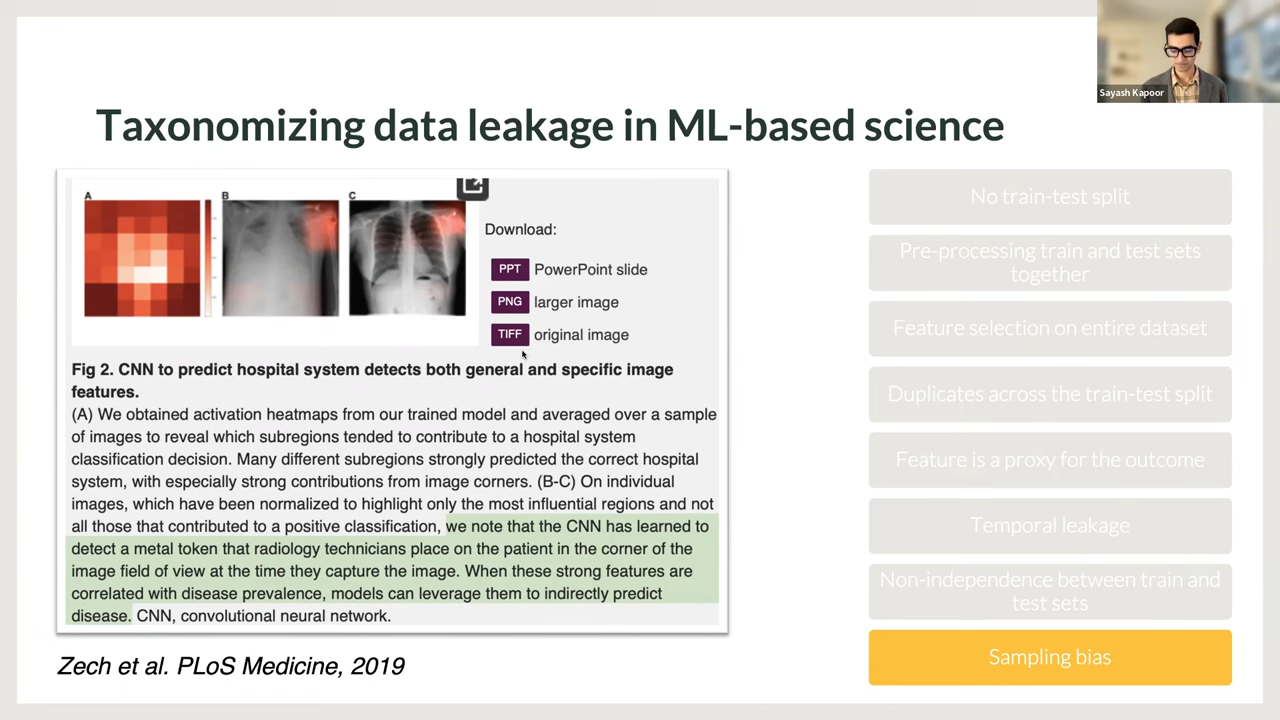 Sayash Kapoor
Taxonomizing data leakage in ML-based science
A
B
C
Download:
PPT PowerPoint slide
PNG larger image
TIFF original image
Fig 2. CNN to predict hospital system detects both general and specific image
features.
(A) We obtained activation heatmaps from our trained model and averaged over a sample
of images to reveal which subregions tended to contribute to a hospital system
classification decision. Many different subregions strongly predicted the correct hospital
system, with especially strong contributions from image corners. (B-C) On individual
images, which have been normalized to highlight only the most influential regions and not
all those that contributed to a positive classification, we note that the CNN has learned to
detect a metal token that radiology technicians place on the patient in the corner of the
image field of view at the time they capture the image. When these strong features are
correlated with disease prevalence, models can leverage them to indirectly predict
disease. CNN, convolutional neural network.
Zech et al. PLoS Medicine, 2019
No train-test split
Pre-processing train and test sets
together
Feature selection on entire dataset
Duplicates across the train-test split
Feature is a proxy for the outcome
Temporal leakage
Non-independence between train and
test sets
Sampling bias